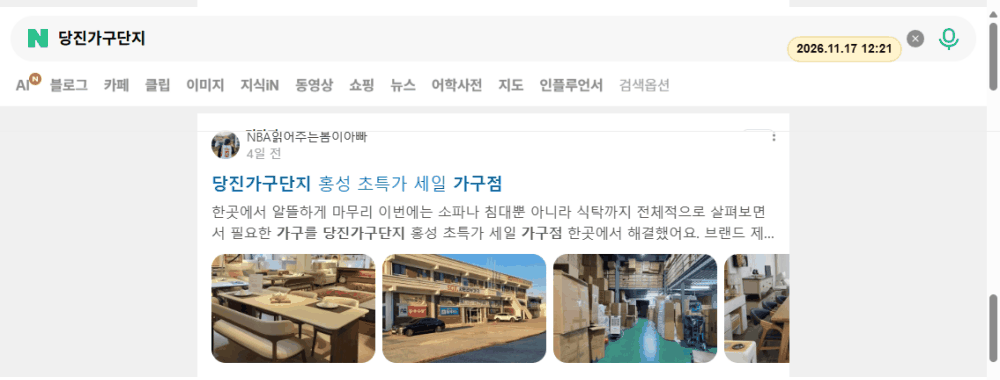 N 당진가구단지
2026.11.17 12:21
AI N 블로그 카페 클립 이미지 지식iN 동영상 쇼핑 뉴스 어학사전 지도 인플루언서 검색옵션
NBA읽어주는봄이아빠
4일 전
당진가구단지 홍성 초특가 세일 가구점
한곳에서 알뜰하게 마무리 이번에는 소파나 침대뿐 아니라 식탁까지 전체적으로 살펴보면
서 필요한 가구를 당진가구단지 홍성 초특가 세일 가구점 한곳에서 해결했어요. 브랜드 제...